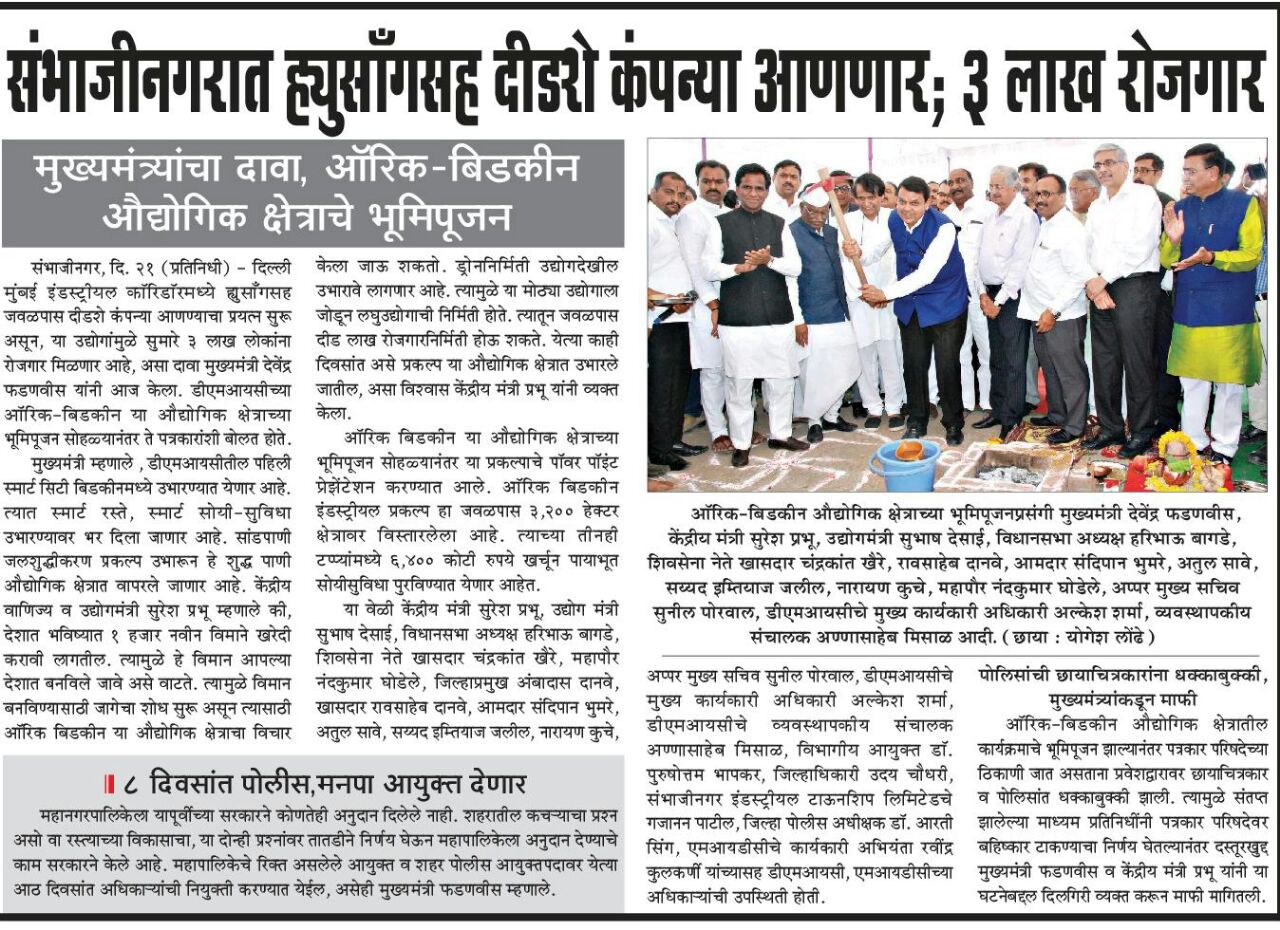 संभाजीनगरात ह्युसाँगसह दीडशे कंपन्या आणणार; ३ लाख रोजगार
मुख्यमंत्र्यांचा दावा, ऑरिक-बिडकीन
औद्योगिक क्षेत्राचे भूमिपूजन
संभाजीनगर, दि. २१ (प्रतिनिधी) – दिल्ली
मुंबई इंडस्ट्रीयल कॉरिडॉरमध्ये ह्युसाँगसह
जवळपास दीडशे कंपन्या आणण्याचा प्रयत्न सुरू
असून, या उद्योगांमुळे सुमारे ३ लाख लोकांना
रोजगार मिळणार आहे, असा दावा मुख्यमंत्री देवेंद्र
फडणवीस यांनी आज केला. डीएमआयसीच्या
ऑरिक-बिडकीन या औद्योगिक क्षेत्राच्या
भूमिपूजन सोहळ्यानंतर ते पत्रकारांशी बोलत होते.
मुख्यमंत्री म्हणाले , डीएमआयसीतील पहिली
स्मार्ट सिटी बिडकीनमध्ये उभारण्यात येणार आहे.
त्यात स्मार्ट रस्ते, स्मार्ट सोयी-सुविधा
उभारण्यावर भर दिला जाणार आहे. सांडपाणी
जलशुद्धीकरण प्रकल्प उभारून हे शुद्ध पाणी
औद्योगिक क्षेत्रात वापरले जाणार आहे. केंद्रीय
वाणिज्य व उद्योगमंत्री सुरेश प्रभू म्हणाले की,
देशात भविष्यात १ हजार नवीन विमाने खरेदी
करावी लागतील. त्यामुळे हे विमान आपल्या
देशात बनविले जावे असे वाटते. त्यामुळे विमान
बनविण्यासाठी जागेचा शोध सुरू असून त्यासाठी
ऑरिक बिडकीन या औद्योगिक क्षेत्राचा विचार
केला जाऊ शकतो. ड्रोननिर्मिती उद्योगदेखील
उभारावे लागणार आहे. त्यामुळे या मोठ्या उद्योगाला
जोडून लघुउद्योगाची निर्मिती होते. त्यातून जवळपास
दीड लाख रोजगारनिर्मिती होऊ शकते. येत्या काही
दिवसांत असे प्रकल्प या औद्योगिक क्षेत्रात उभारले
जातील, असा विश्वास केंद्रीय मंत्री प्रभू यांनी व्यक्त
केला.
ऑरिक बिडकीन या औद्योगिक क्षेत्राच्या
भूमिपूजन सोहळ्यानंतर या प्रकल्पाचे पॉवर पॉइंट
प्रेझेंटेशन करण्यात आले. ऑरिक बिडकीन
इंडस्ट्रीयल प्रकल्प हा जवळपास ३,२०० हेक्टर
क्षेत्रावर विस्तारलेला आहे. त्याच्या तीनही
टप्प्यांमध्ये ६,४०० कोटी रुपये खर्चून पायाभूत
सोयीसुविधा पुरविण्यात येणार आहेत.
या वेळी केंद्रीय मंत्री सुरेश प्रभू, उद्योग मंत्री
सुभाष देसाई, विधानसभा अध्यक्ष हरिभाऊ बागडे,
शिवसेना नेते खासदार चंद्रकांत खैरे, महापौर
नंदकुमार घोडेले, जिल्हाप्रमुख अंबादास दानवे,
खासदार रावसाहेब दानवे, आमदार संदिपान भुमरे,
अतुल सावे, सय्यद इम्तियाज जलील, नारायण कुचे,
ऑरिक-बिडकीन औद्योगिक क्षेत्राच्या भूमिपूजनप्रसंगी मुख्यमंत्री देवेंद्र फडणवीस,
केंद्रीय मंत्री सुरेश प्रभू, उद्योगमंत्री सुभाष देसाई, विधानसभा अध्यक्ष हरिभाऊ बागडे,
शिवसेना नेते खासदार चंद्रकांत खैरे, रावसाहेब दानवे, आमदार संदिपान भुमरे, अतुल सावे,
सय्यद इम्तियाज जलील, नारायण कुचे, महापौर नंदकुमार घोडेले, अप्पर मुख्य सचिव
सुनील पोरवाल, डीएमआयसीचे मुख्य कार्यकारी अधिकारी अल्केश शर्मा, व्यवस्थापकीय
संचालक अण्णासाहेब मिसाळ आदी. ( छाया : योगेश लोंढे )
अप्पर मुख्य सचिव सुनील पोरवाल, डीएमआयसीचे
मुख्य कार्यकारी अधिकारी अल्केश शर्मा,
डीएमआयसीचे व्यवस्थापकीय संचालक
अण्णासाहेब मिसाळ, विभागीय आयुक्त डॉ.
पुरुषोत्तम भापकर, जिल्हाधिकारी उदय चौधरी,
संभाजीनगर इंडस्ट्रीयल टाऊनशिप लिमिटेडचे
गजानन पाटील, जिल्हा पोलीस अधीक्षक डॉ. आरती
सिंग, एमआयडीसीचे कार्यकारी अभियंता रवींद्र
कुलकर्णी यांच्यासह डीएमआयसी, एमआयडीसीच्या
अधिकाऱ्यांची उपस्थिती होती.
पोलिसांची छायाचित्रकारांना धक्काबुक्की,
मुख्यमंत्र्यांकडून माफी
ऑरिक-बिडकीन औद्योगिक क्षेत्रातील
कार्यक्रमाचे भूमिपूजन झाल्यानंतर पत्रकार परिषदेच्या
ठिकाणी जात असताना प्रवेशद्वारावर छायाचित्रकार
व पोलिसांत धक्काबुक्की झाली. त्यामुळे संतप्त
झालेल्या माध्यम प्रतिनिधींनी पत्रकार परिषदेवर
बहिष्कार टाकण्याचा निर्णय घेतल्यानंतर दस्तूरखुद्द
मुख्यमंत्री फडणवीस व केंद्रीय मंत्री प्रभू यांनी या
घटनेबद्दल दिलगिरी व्यक्त करून माफी मागितली.
८ दिवसांत पोलीस,मनपा आयुक्त देणार
महानगरपालिकेला यापूर्वीच्या सरकारने कोणतेही अनुदान दिलेले नाही. शहरातील कचऱ्याचा प्रश्न
असो वा रस्त्याच्या विकासाचा, या दोन्ही प्रश्नांवर तातडीने निर्णय घेऊन महापालिकेला अनुदान देण्याचे
काम सरकारने केले आहे. महापालिकेचे रिक्त असलेले आयुक्त व शहर पोलीस आयुक्तपदावर येत्या
आठ दिवसांत अधिकाऱ्यांची नियुक्ती करण्यात येईल, असेही मुख्यमंत्री फडणवीस म्हणाले.